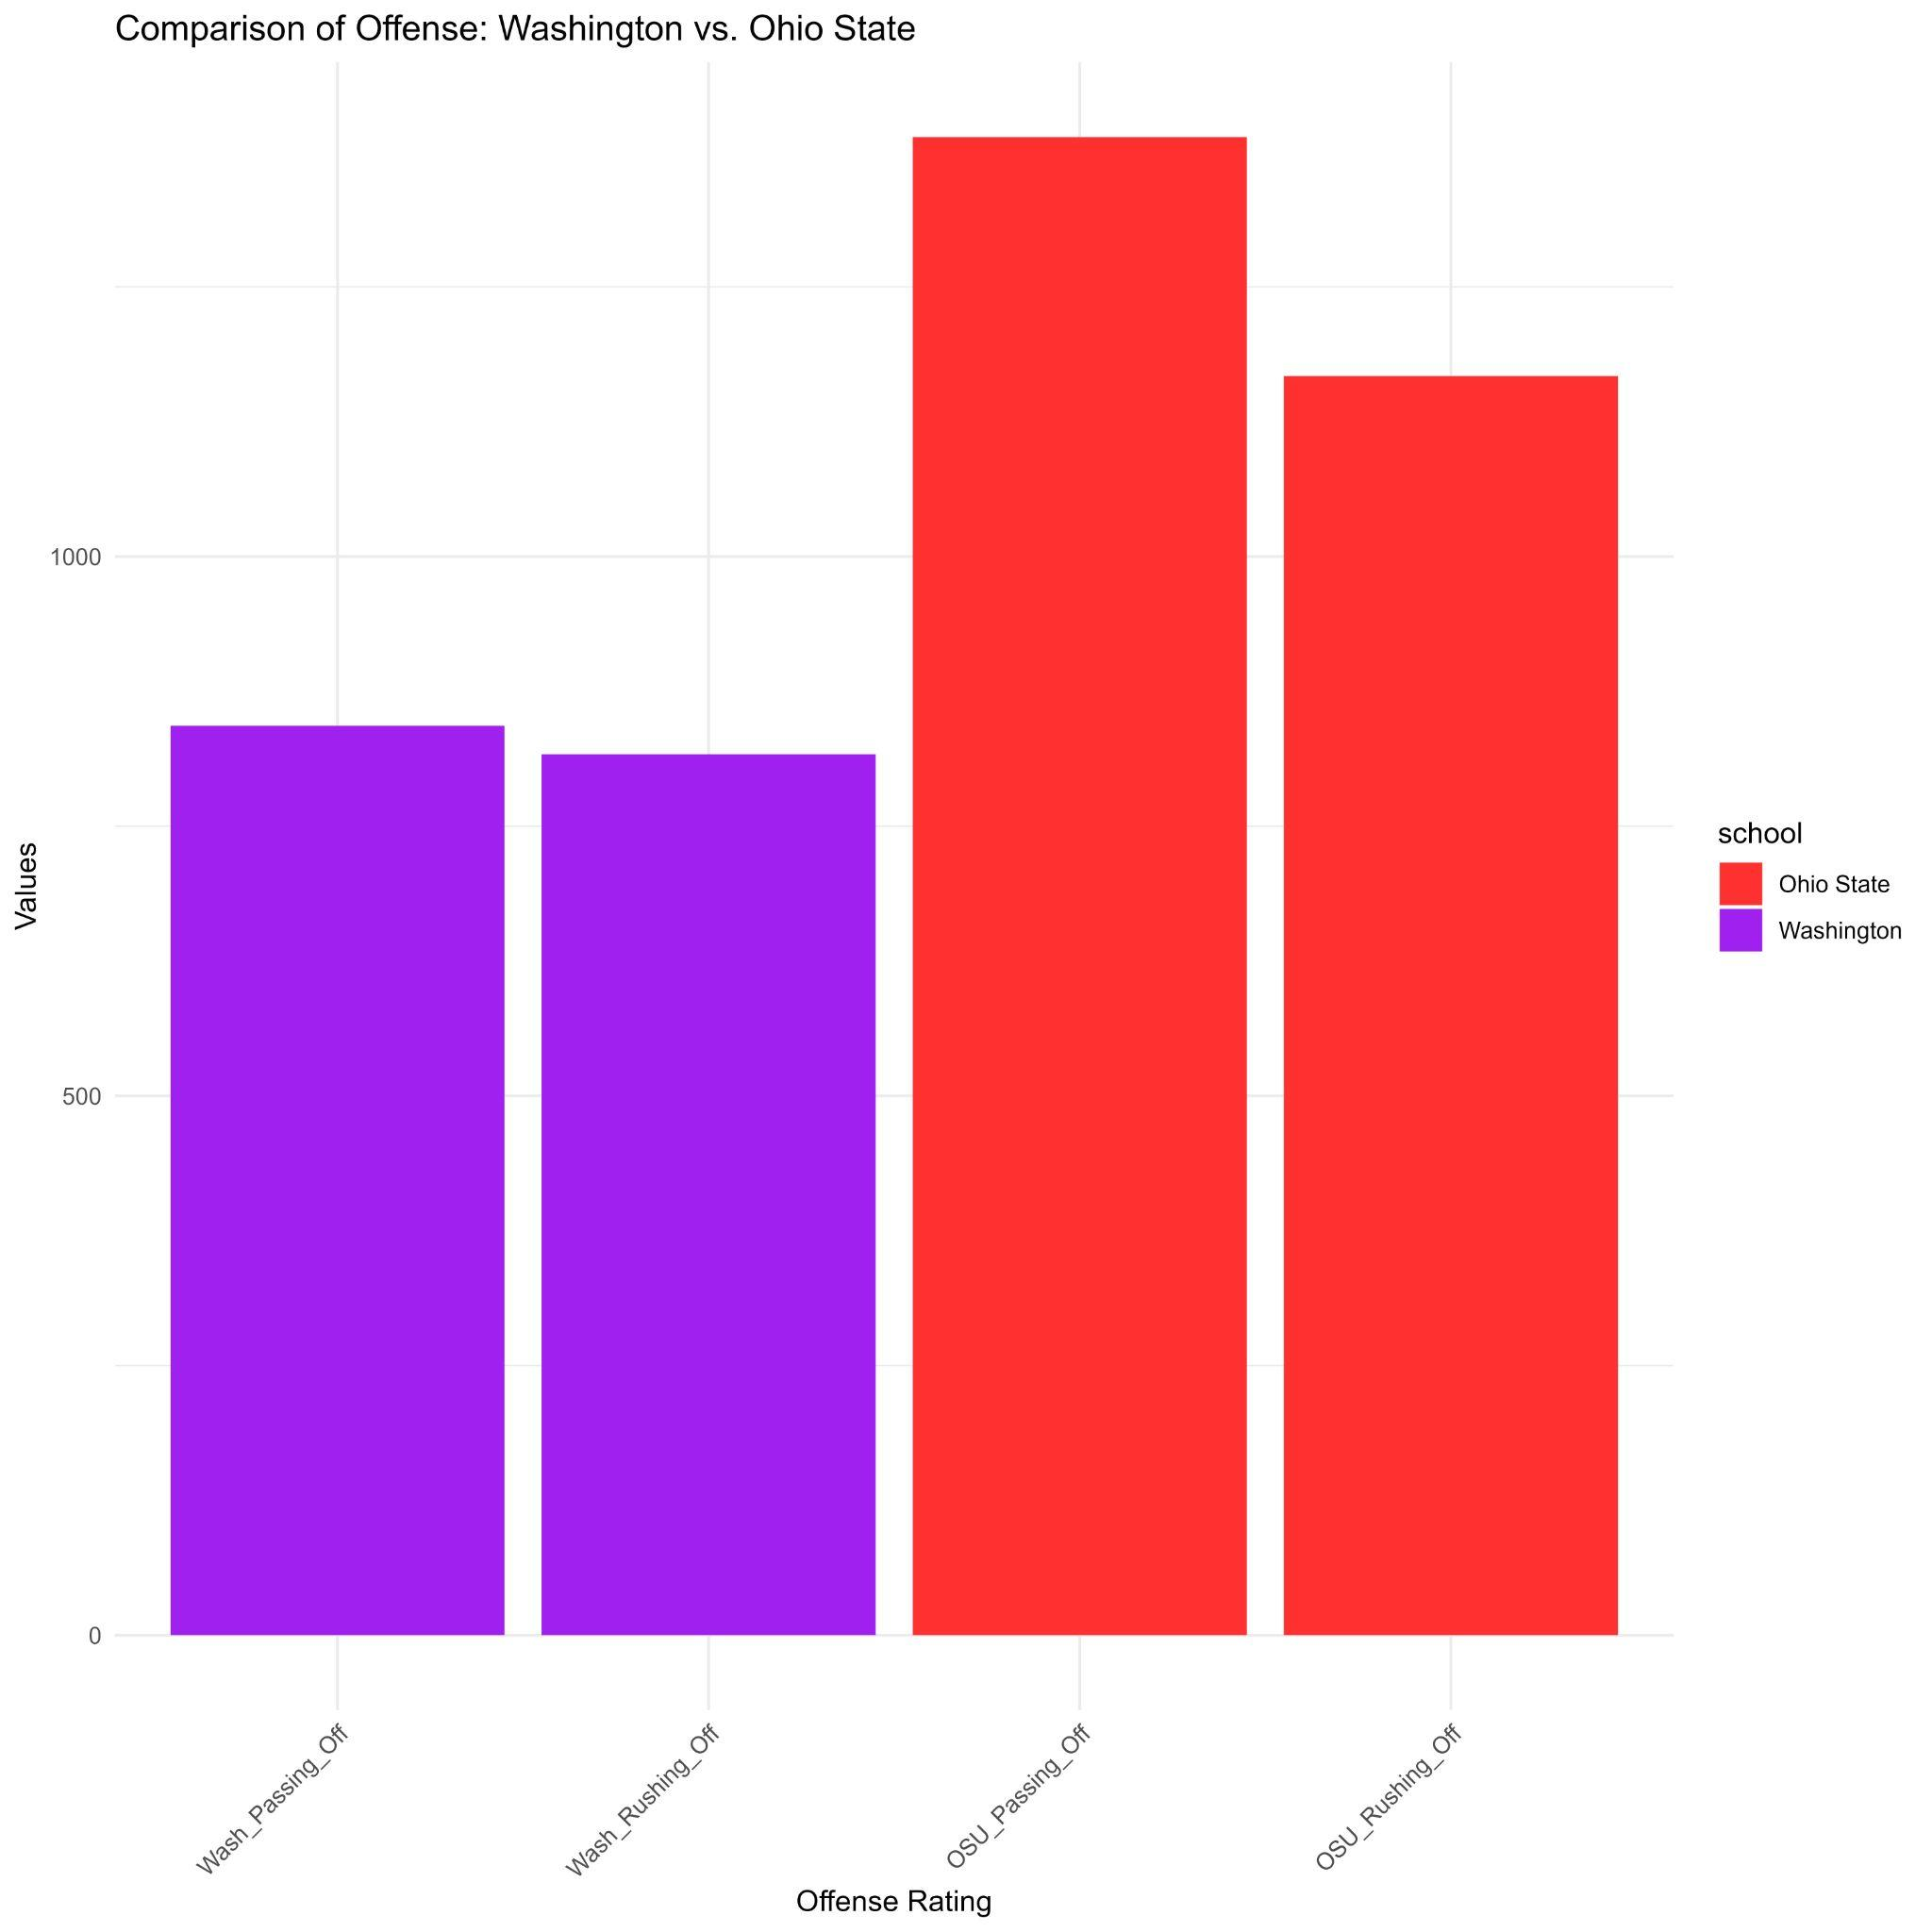 Comparison of Offense: Washington vs. Ohio State
Values
1000
500
0
Wash_Passing_Off
Wash_Rushing_Off
OSU_Passing_Off
OSU_Rushing_Off
Offense Rating
school
Ohio State
Washington